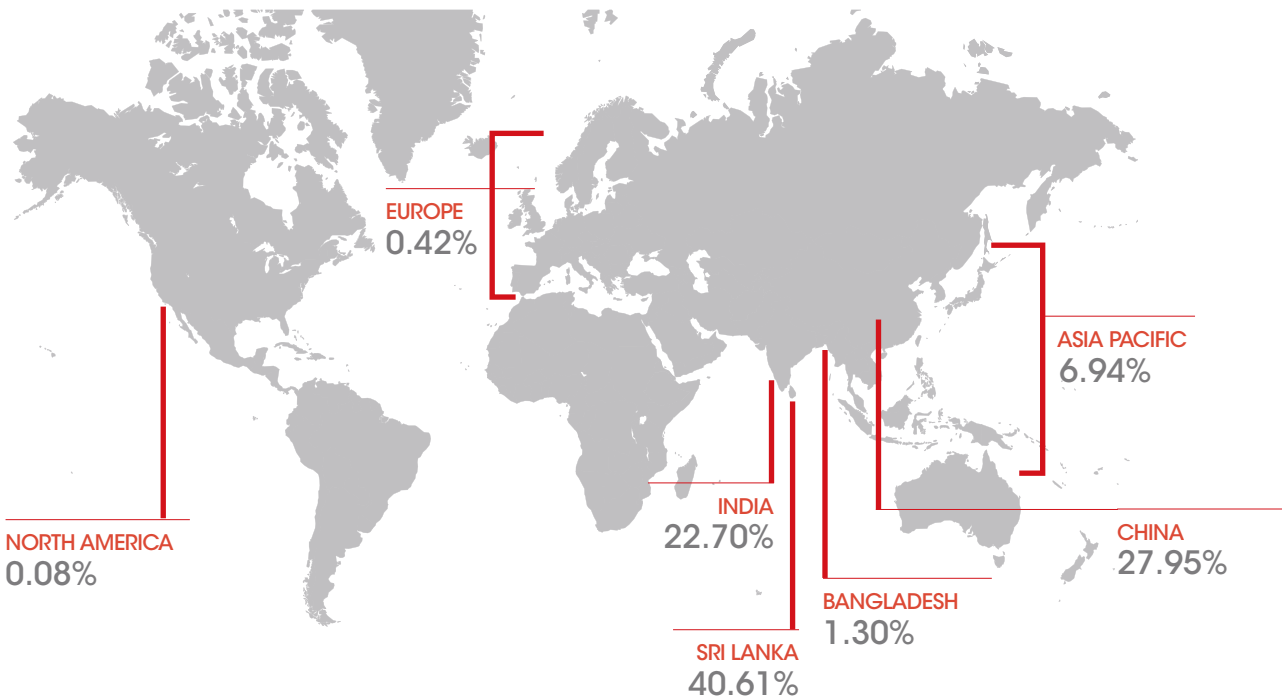 EUROPE
0.42%
ASIA PACIFIC
6.94%
INDIA
22.70%
NORTH AMERICA
0.08%
CHINA
27.95%
BANGLADESH
1.30%
SRI LANKA
40.61%